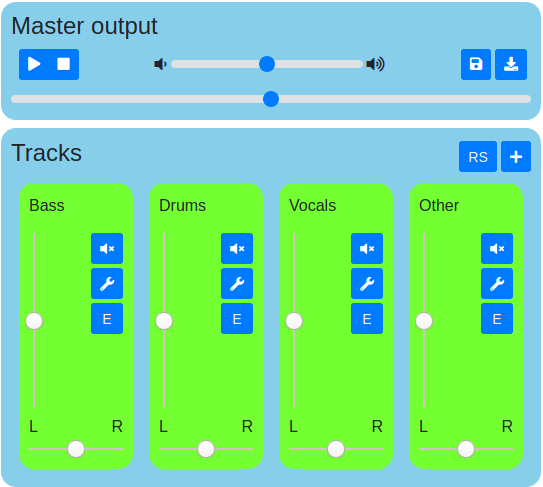 Master output
Tracks
RS
Bass
Drums
Vocals
Other
E
E
E
E
L R
L R
L R
L R